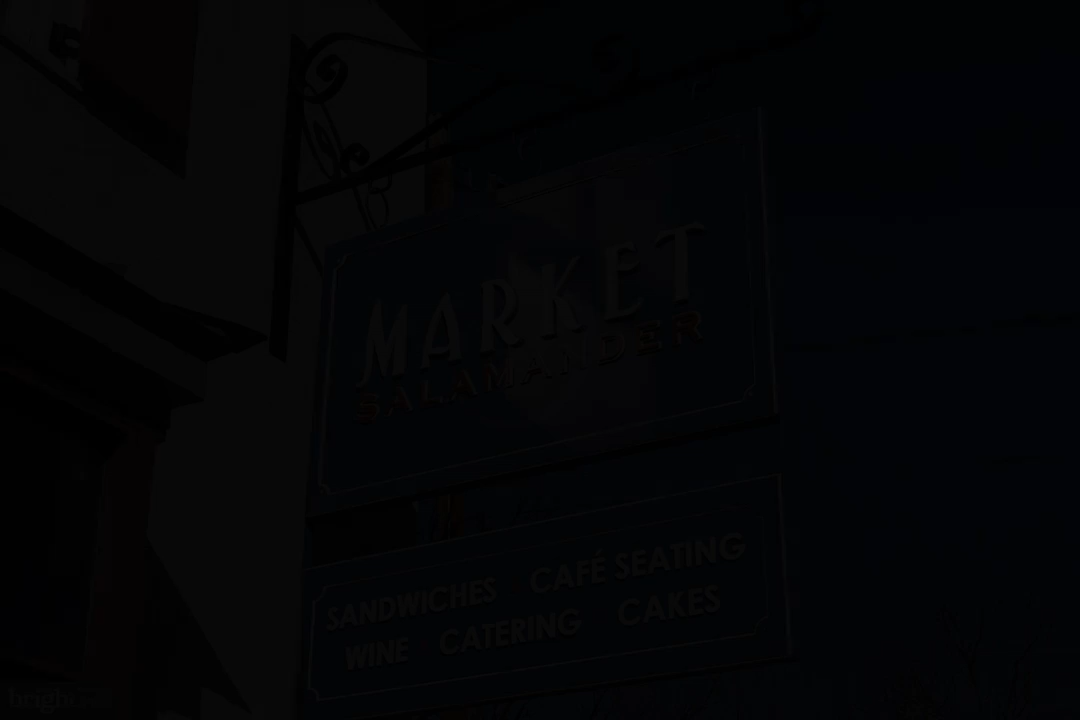 MARKET
SALAMANDER
SANDWICHES CAFÉ SEATING
WINE CATERING CAKES